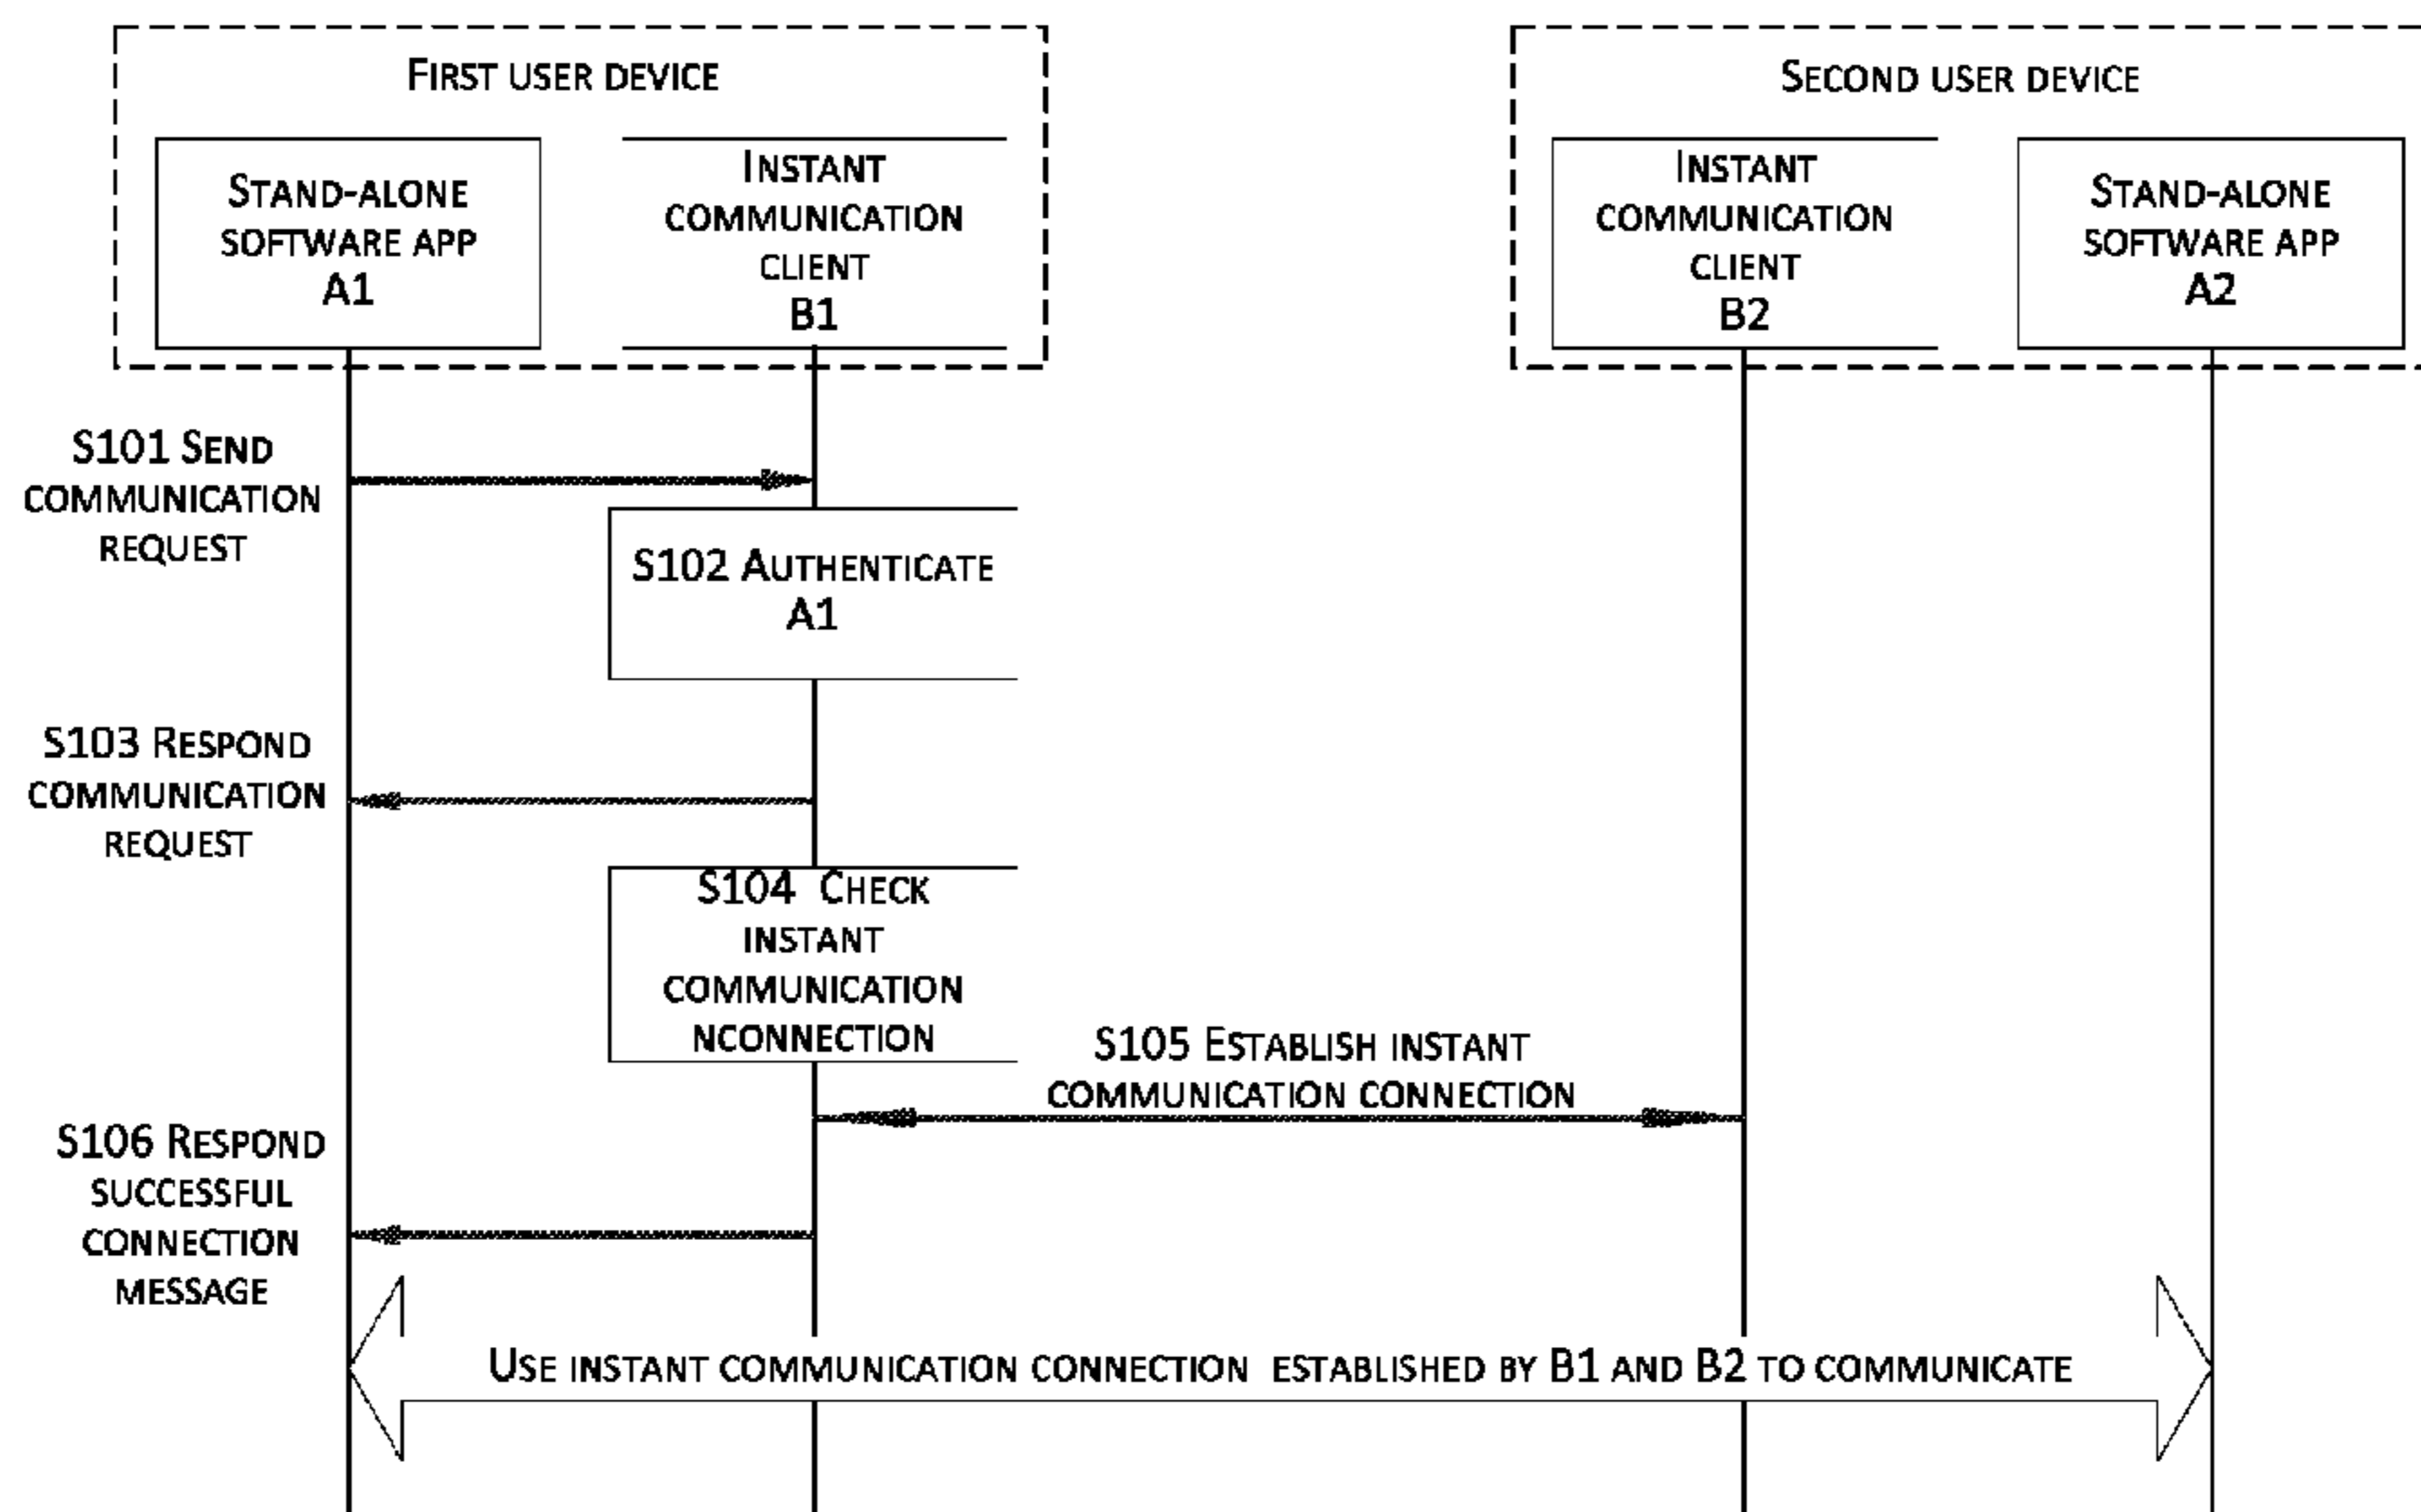 First user device
Second user device
Stand-alone
software app
A1
Instant
communication
client
B1
Instant
communication
client
B2
Stand-alone
software app
A2
S101 Send
communication
request
S102 Authenticate
A1
S103 Respond
communication
request
S104 Check
instant
communication
nconnection
S105 Establish instant
communication connection
S106 Respond
successful
connection
message
Use instant communication connection established by B1 and B2 to communicate